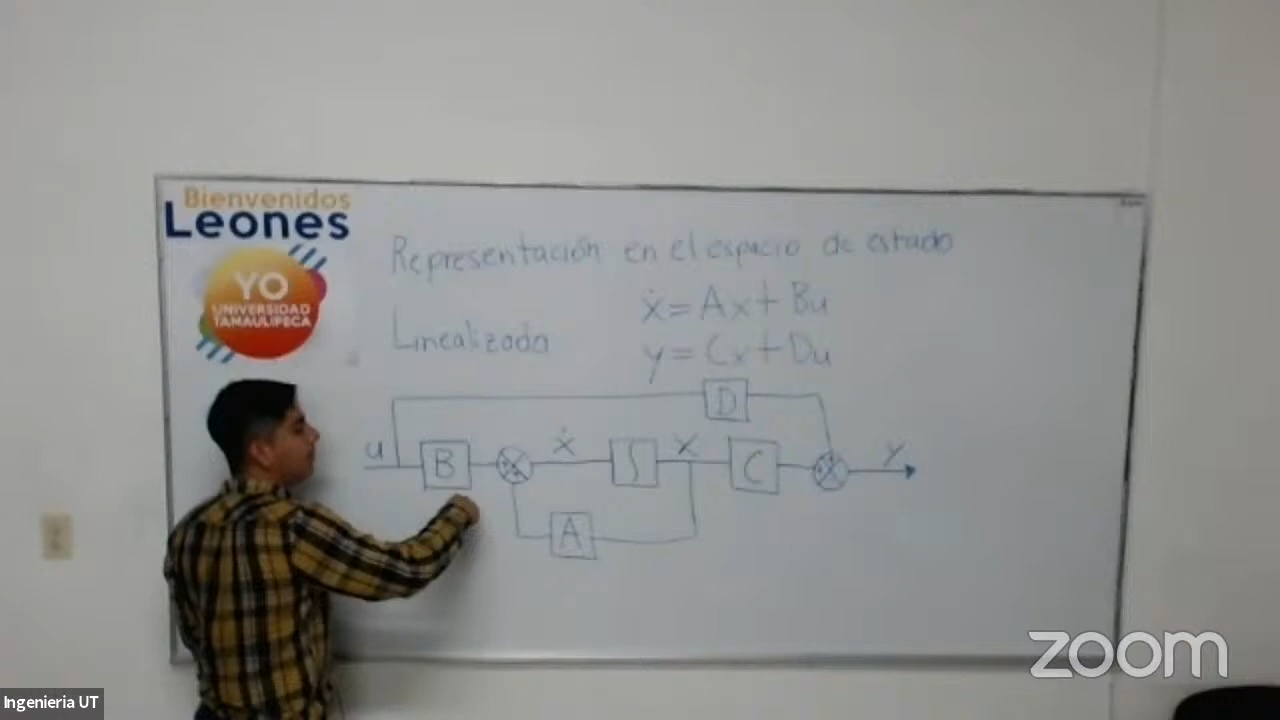 Bienvenidos
Leones
YO
UNIVERSIDAD
TAMAULIPECA
Representación en el espacio de estado
ẋ = Ax + Bu
Linealizada
y = Cx + Du
D
u
B
ẋ
∫
x
C
y
A
zoom
Ingenieria UT